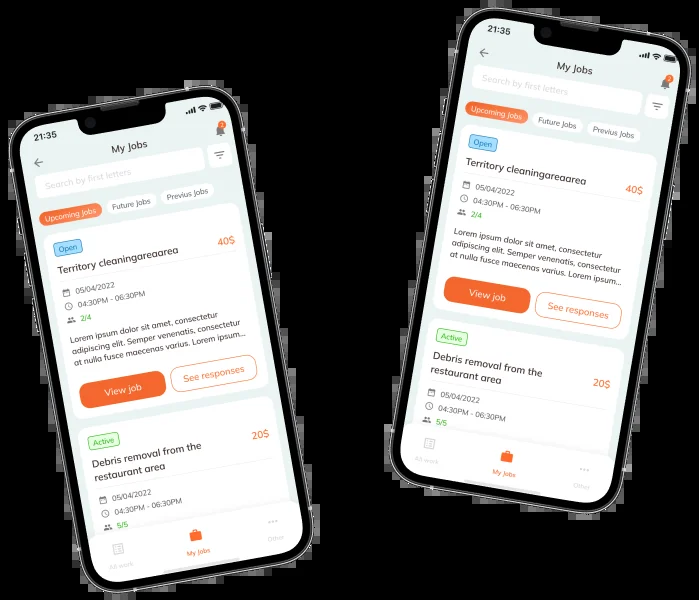 21:35
My Jobs
2
Search by first letters
Upcoming Jobs
Future Jobs
Previus Jobs
Open
Territory cleaningareaarea
40$
05/04/2022
04:30PM - 06:30PM
2/4
Lorem ipsum dolor sit amet, consectetur
adipiscing elit. Semper venenatis, consectetur
at nulla fusce maecenas varius. Lorem ipsum...
View job
See responses
Active
Debris removal from the
restaurant area
20$
05/04/2022
04:30PM - 06:30PM
5/5
All work
My Jobs
Other
21:35
My Jobs
2
Search by first letters
Upcoming Jobs
Future Jobs
Previus Jobs
Open
Territory cleaningareaarea
40$
05/04/2022
04:30PM - 06:30PM
2/4
Lorem ipsum dolor sit amet, consectetur
adipiscing elit. Semper venenatis, consectetur
at nulla fusce maecenas varius. Lorem ipsum...
View job
See responses
Active
Debris removal from the
restaurant area
20$
05/04/2022
04:30PM - 06:30PM
5/5
All work
My Jobs
Other